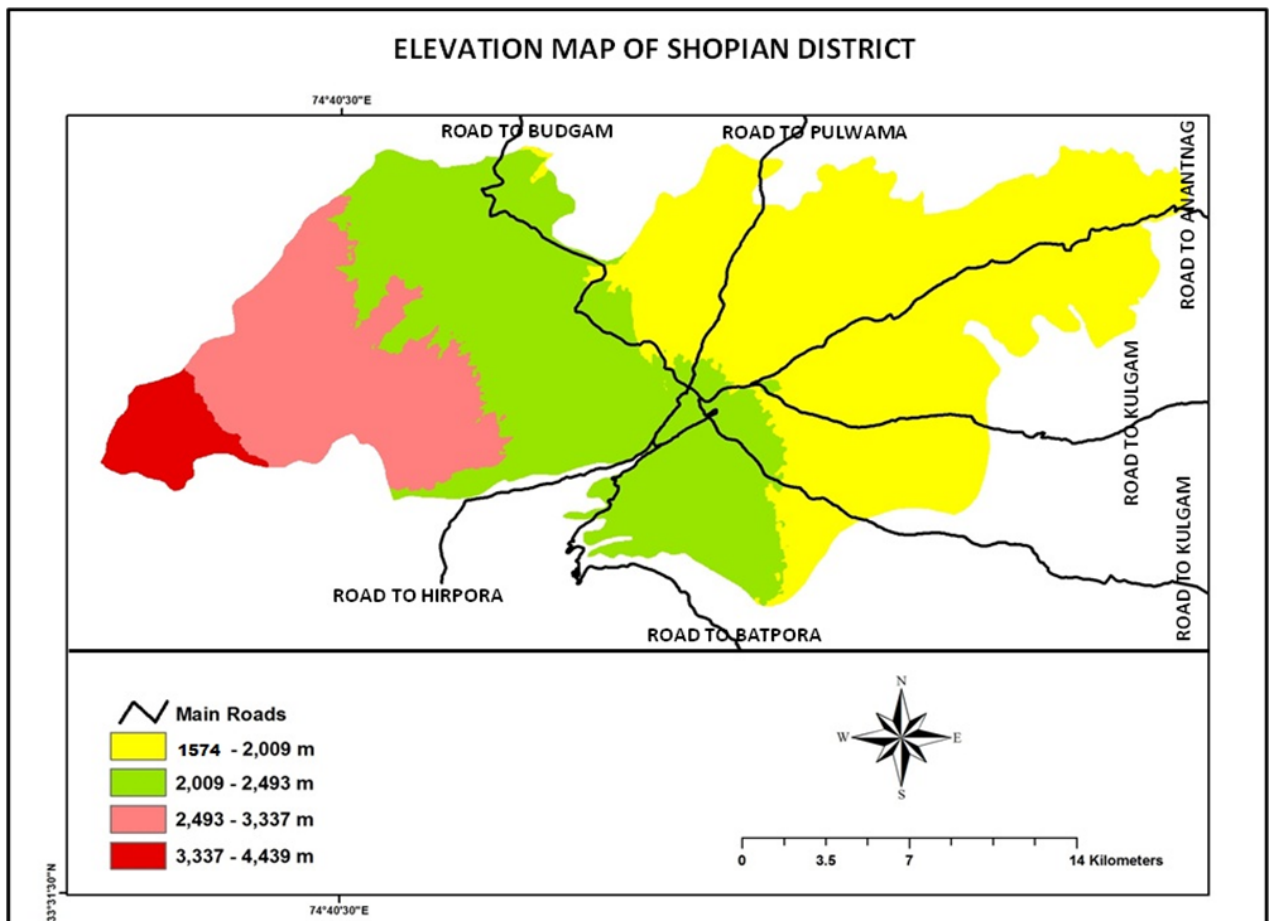 ELEVATION MAP OF SHOPIAN DISTRICT
74°40'30"E
ROAD TO BUDGAM
ROAD TO PULWAMA
ROAD TO ANANTNAG
ROAD TO KULGAM
ROAD TO KULGAM
ROAD TO HIRPORA
ROAD TO BATPORA
Main Roads
1574 - 2,009 m
2,009 - 2,493 m
2,493 - 3,337 m
3,337 - 4,439 m
N
W
E
S
0 3.5 7 14 Kilometers
33°31'30"N
74°40'30"E